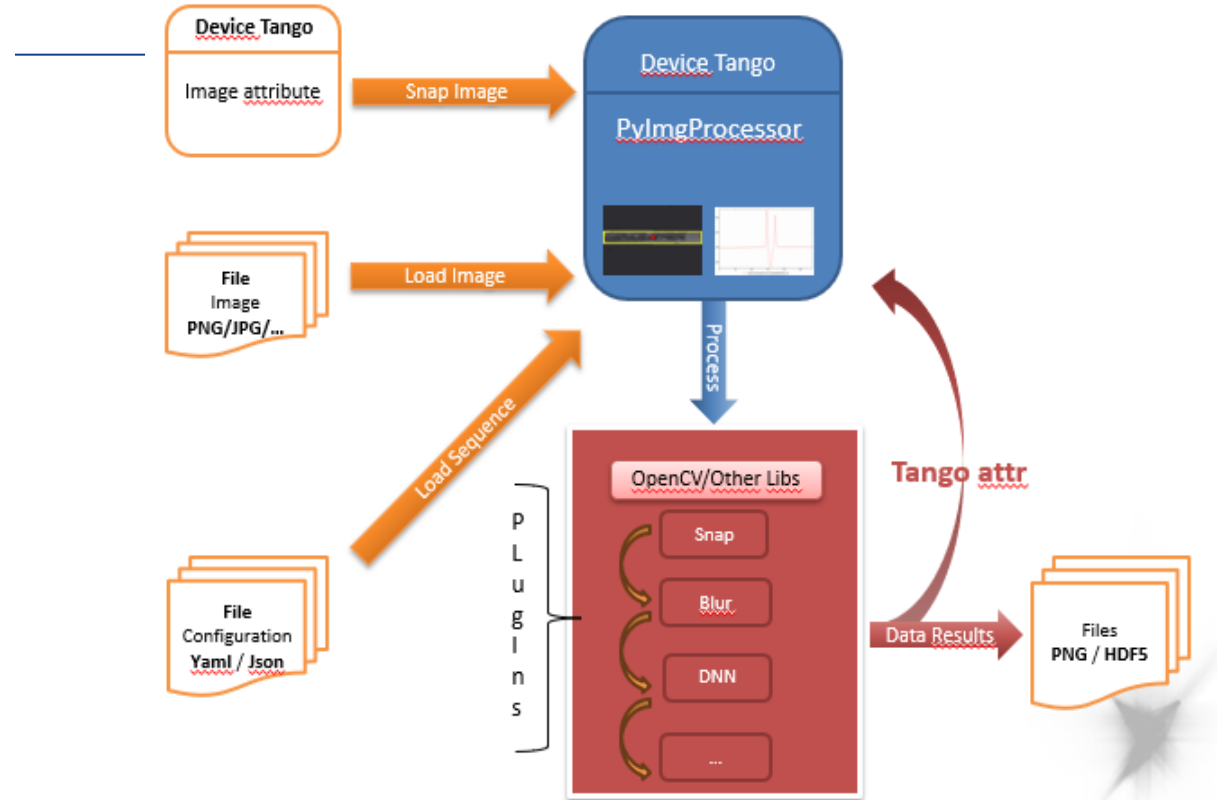 Device Tango
Image attribute
Snap Image
Device Tango
PyImgProcessor
File
Image
PNG/JPG/...
Load Image
Process
Load Sequence
File
Configuration
Yaml / Json
PLugIns
OpenCV/Other Libs
Snap
Blur
DNN
...
Tango attr
Data Results
Files
PNG / HDF5